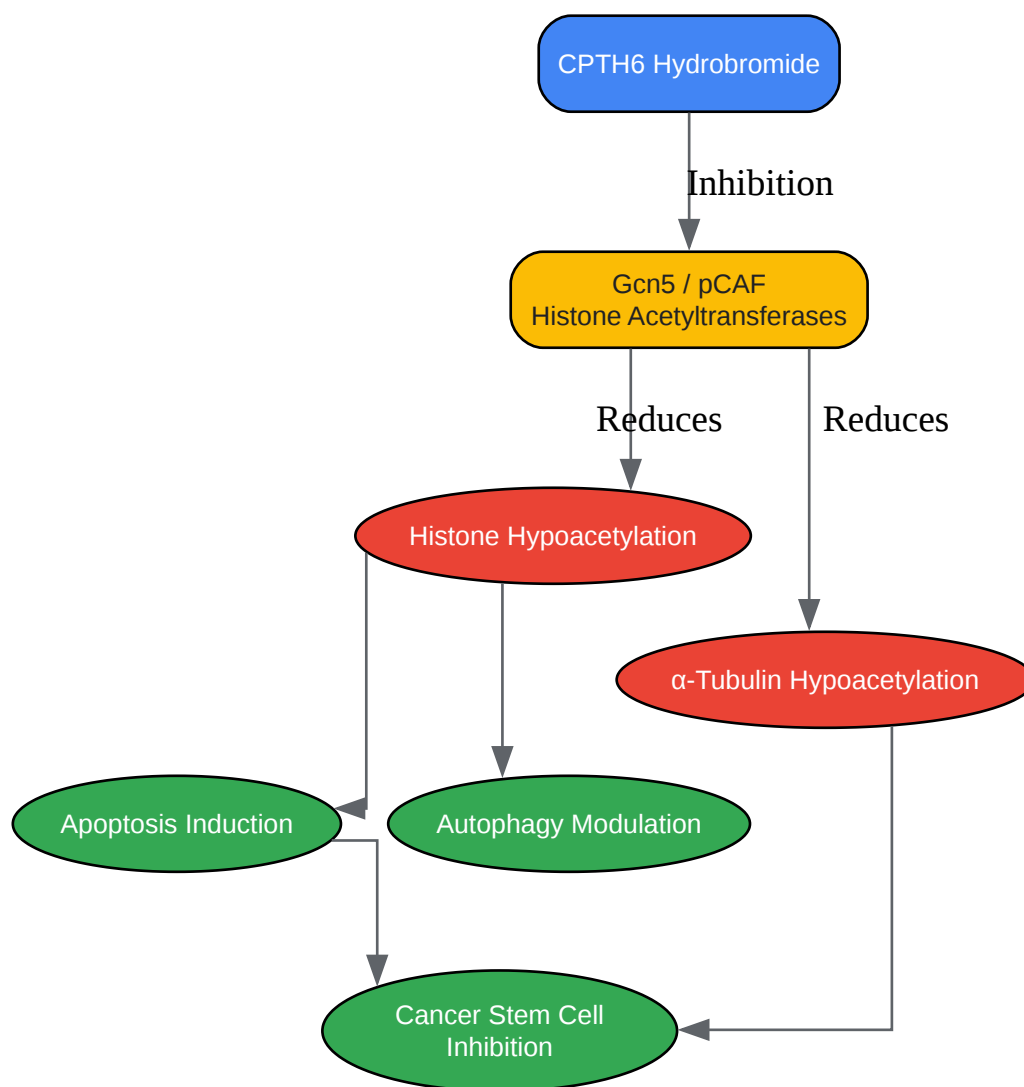 CPTH6 Hydrobromide
Inhibition
Gcn5 / pCAF
Histone Acetyltransferases
Reduces
Reduces
Histone Hypoacetylation
α-Tubulin Hypoacetylation
Apoptosis Induction
Autophagy Modulation
Cancer Stem Cell
Inhibition